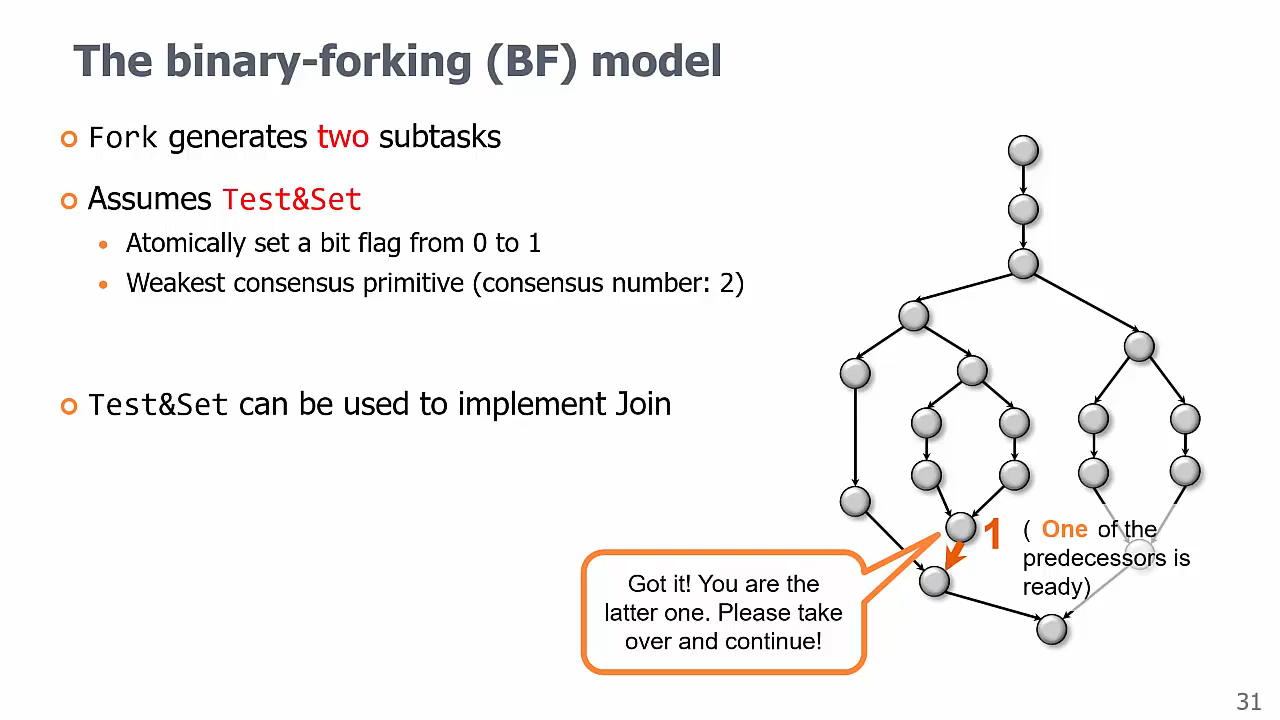 The binary-forking (BF) model
Fork generates two subtasks
Assumes Test&Set
Atomically set a bit flag from 0 to 1
Weakest consensus primitive (consensus number: 2)
Test&Set can be used to implement Join
1
( One of the
predecessors is
ready)
Got it! You are the
latter one. Please take
over and continue!
31